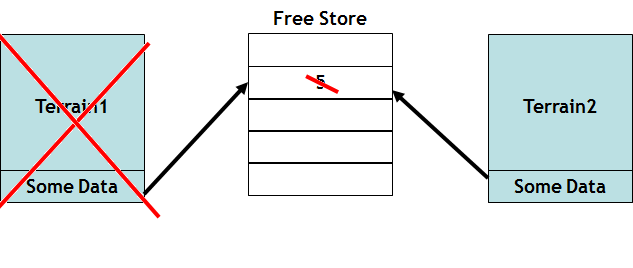 Free Store
5
Terrain1
Terrain2
Some Data
Some Data